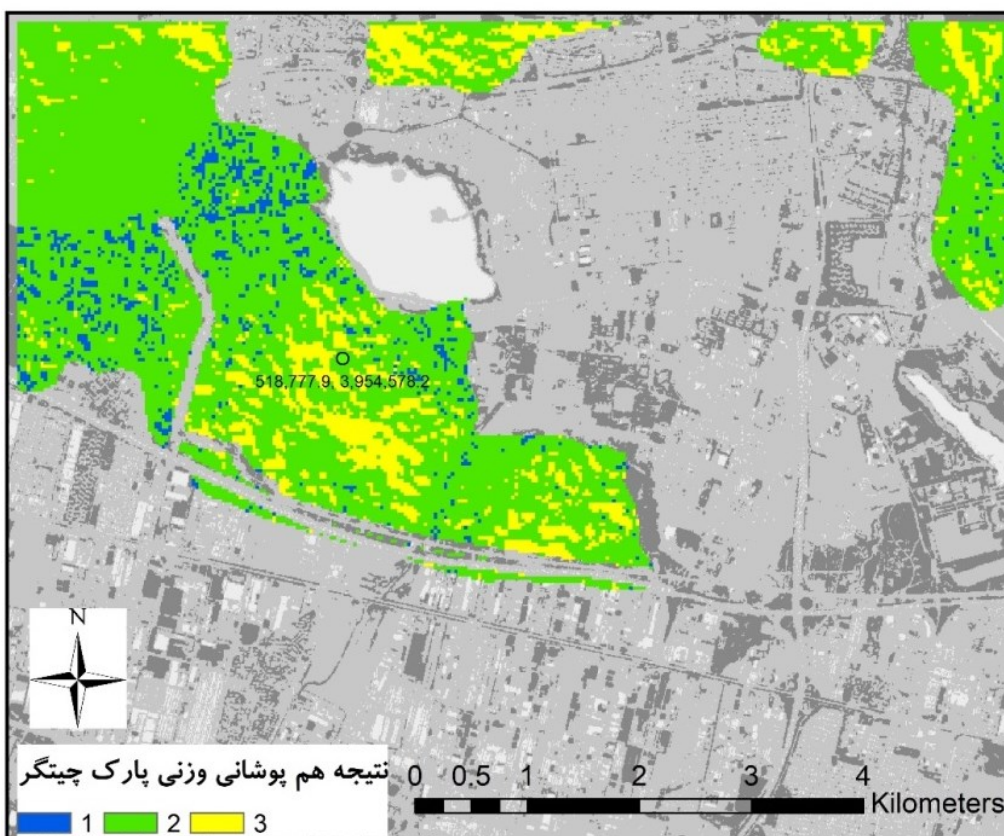 518,777.9, 3,954,578.2
N
نتیجه هم پوشانی وزنی پارک چیتگر
1 2 3
0 0.5 1 2 3 4
Kilometers